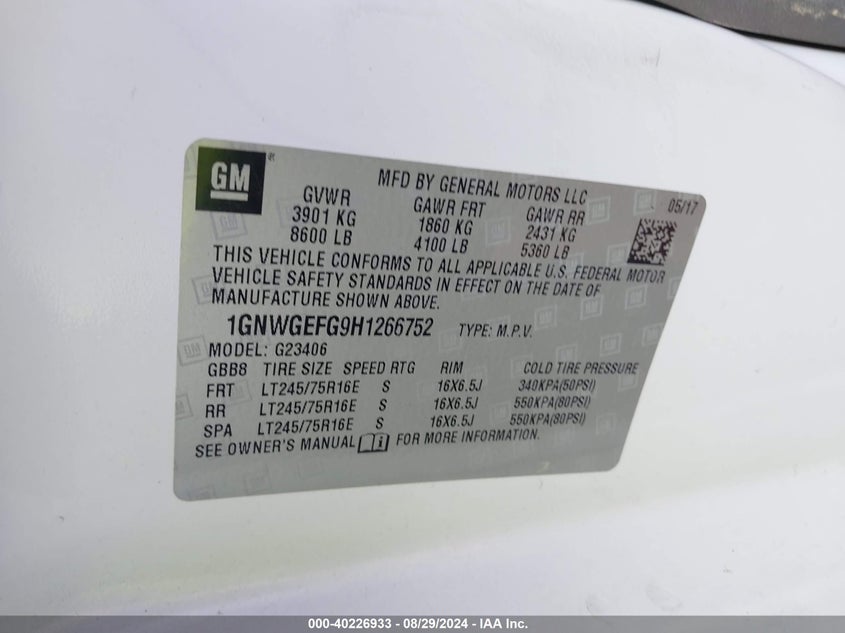 GM
MFD BY GENERAL MOTORS LLC 05/17
GVWR GAWR FRT GAWR RR
3901 KG 1860 KG 2431 KG
8600 LB 4100 LB 5360 LB
THIS VEHICLE CONFORMS TO ALL APPLICABLE U.S. FEDERAL MOTOR
VEHICLE SAFETY STANDARDS IN EFFECT ON THE DATE OF
MANUFACTURE SHOWN ABOVE.
1GNWGEFG9H1266752 TYPE: M.P.V.
MODEL: G23406
GBB8 TIRE SIZE SPEED RTG RIM COLD TIRE PRESSURE
FRT LT245/75R16E S 16X6.5J 340KPA(50PSI)
RR LT245/75R16E S 16X6.5J 550KPA(80PSI)
SPA LT245/75R16E S 16X6.5J 550KPA(80PSI)
SEE OWNER'S MANUAL FOR MORE INFORMATION.
000-40226933 - 08/29/2024 - IAA Inc.